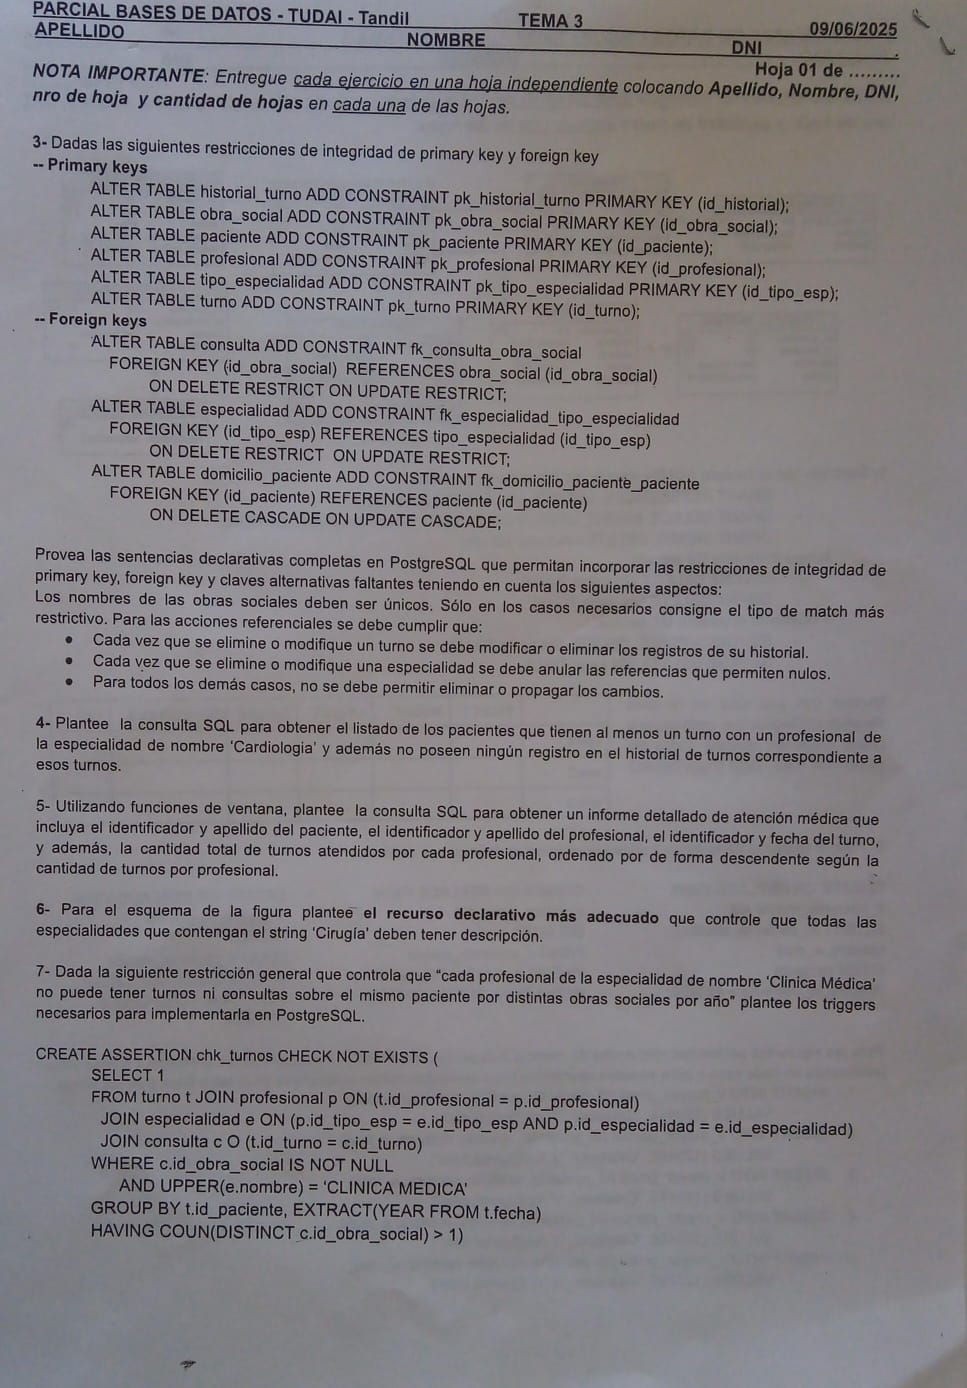 PARCIAL BASES DE DATOS - TUDAI - Tandil TEMA 3 09/06/2025
APELLIDO NOMBRE DNI .
Hoja 01 de .........
NOTA IMPORTANTE: Entregue cada ejercicio en una hoja independiente colocando Apellido, Nombre, DNI,
nro de hoja y cantidad de hojas en cada una de las hojas.
3- Dadas las siguientes restricciones de integridad de primary key y foreign key
-- Primary keys
ALTER TABLE historial_turno ADD CONSTRAINT pk_historial_turno PRIMARY KEY (id_historial);
ALTER TABLE obra_social ADD CONSTRAINT pk_obra_social PRIMARY KEY (id_obra_social);
ALTER TABLE paciente ADD CONSTRAINT pk_paciente PRIMARY KEY (id_paciente);
ALTER TABLE profesional ADD CONSTRAINT pk_profesional PRIMARY KEY (id_profesional);
ALTER TABLE tipo_especialidad ADD CONSTRAINT pk_tipo_especialidad PRIMARY KEY (id_tipo_esp);
ALTER TABLE turno ADD CONSTRAINT pk_turno PRIMARY KEY (id_turno);
-- Foreign keys
ALTER TABLE consulta ADD CONSTRAINT fk_consulta_obra_social
FOREIGN KEY (id_obra_social) REFERENCES obra_social (id_obra_social)
ON DELETE RESTRICT ON UPDATE RESTRICT;
ALTER TABLE especialidad ADD CONSTRAINT fk_especialidad_tipo_especialidad
FOREIGN KEY (id_tipo_esp) REFERENCES tipo_especialidad (id_tipo_esp)
ON DELETE RESTRICT ON UPDATE RESTRICT;
ALTER TABLE domicilio_paciente ADD CONSTRAINT fk_domicilio_paciente_paciente
FOREIGN KEY (id_paciente) REFERENCES paciente (id_paciente)
ON DELETE CASCADE ON UPDATE CASCADE;
Provea las sentencias declarativas completas en PostgreSQL que permitan incorporar las restricciones de integridad de
primary key, foreign key y claves alternativas faltantes teniendo en cuenta los siguientes aspectos:
Los nombres de las obras sociales deben ser únicos. Sólo en los casos necesarios consigne el tipo de match más
restrictivo. Para las acciones referenciales se debe cumplir que:
• Cada vez que se elimine o modifique un turno se debe modificar o eliminar los registros de su historial.
• Cada vez que se elimine o modifique una especialidad se debe anular las referencias que permiten nulos.
• Para todos los demás casos, no se debe permitir eliminar o propagar los cambios.
4- Plantee la consulta SQL para obtener el listado de los pacientes que tienen al menos un turno con un profesional de
la especialidad de nombre 'Cardiologia' y además no poseen ningún registro en el historial de turnos correspondiente a
esos turnos.
5- Utilizando funciones de ventana, plantee la consulta SQL para obtener un informe detallado de atención médica que
incluya el identificador y apellido del paciente, el identificador y apellido del profesional, el identificador y fecha del turno,
y además, la cantidad total de turnos atendidos por cada profesional, ordenado por de forma descendente según la
cantidad de turnos por profesional.
6- Para el esquema de la figura plantee el recurso declarativo más adecuado que controle que todas las
especialidades que contengan el string 'Cirugía' deben tener descripción.
7- Dada la siguiente restricción general que controla que "cada profesional de la especialidad de nombre 'Clinica Médica'
no puede tener turnos ni consultas sobre el mismo paciente por distintas obras sociales por año" plantee los triggers
necesarios para implementarla en PostgreSQL.
CREATE ASSERTION chk_turnos CHECK NOT EXISTS (
SELECT 1
FROM turno t JOIN profesional p ON (t.id_profesional = p.id_profesional)
JOIN especialidad e ON (p.id_tipo_esp = e.id_tipo_esp AND p.id_especialidad = e.id_especialidad)
JOIN consulta c O (t.id_turno = c.id_turno)
WHERE c.id_obra_social IS NOT NULL
AND UPPER(e.nombre) = 'CLINICA MEDICA'
GROUP BY t.id_paciente, EXTRACT(YEAR FROM t.fecha)
HAVING COUN(DISTINCT c.id_obra_social) > 1)